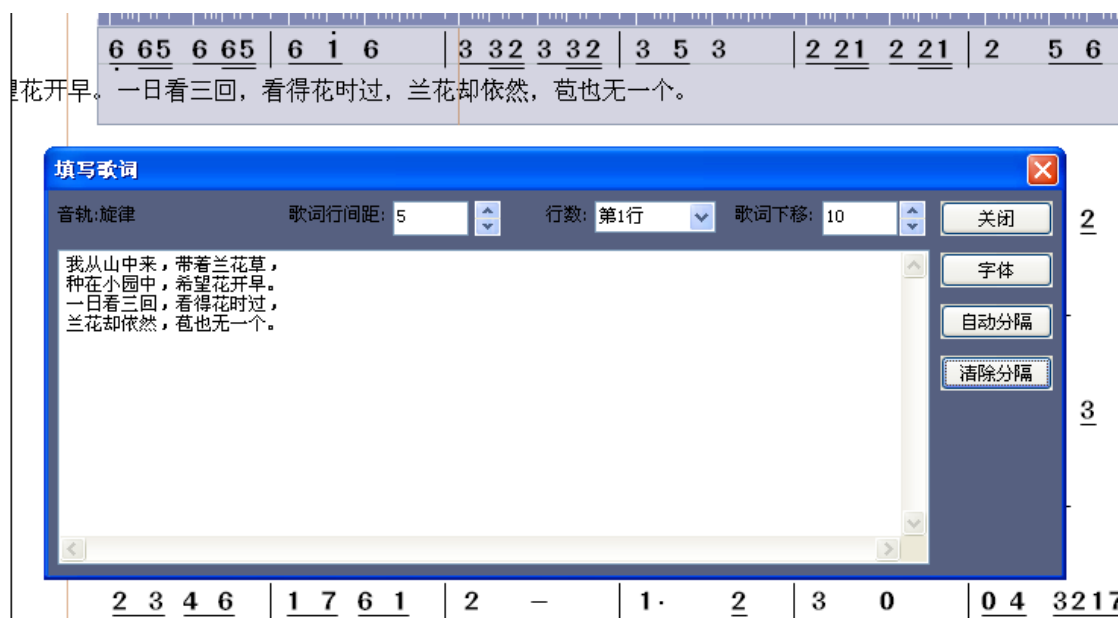 6 65 6 65 | 6 1 6 | 3 32 3 32 | 3 5 3 | 2 21 2 21 | 2 5 6
望花开早。一日看三回，看得花时过，兰花却依然，苞也无一个。
填写歌词
音轨:旋律 歌词行间距: 5 行数: 第1行 歌词下移: 10 关闭
2
我从山中来，带着兰花草，
种在小园中，希望花开早。
一日看三回，看得花时过，
兰花却依然，苞也无一个。
字体
自动分隔
清除分隔
3
2 3 4 6 | 1 7 6 1 | 2 – | 1· 2 | 3 0 | 0 4 3217